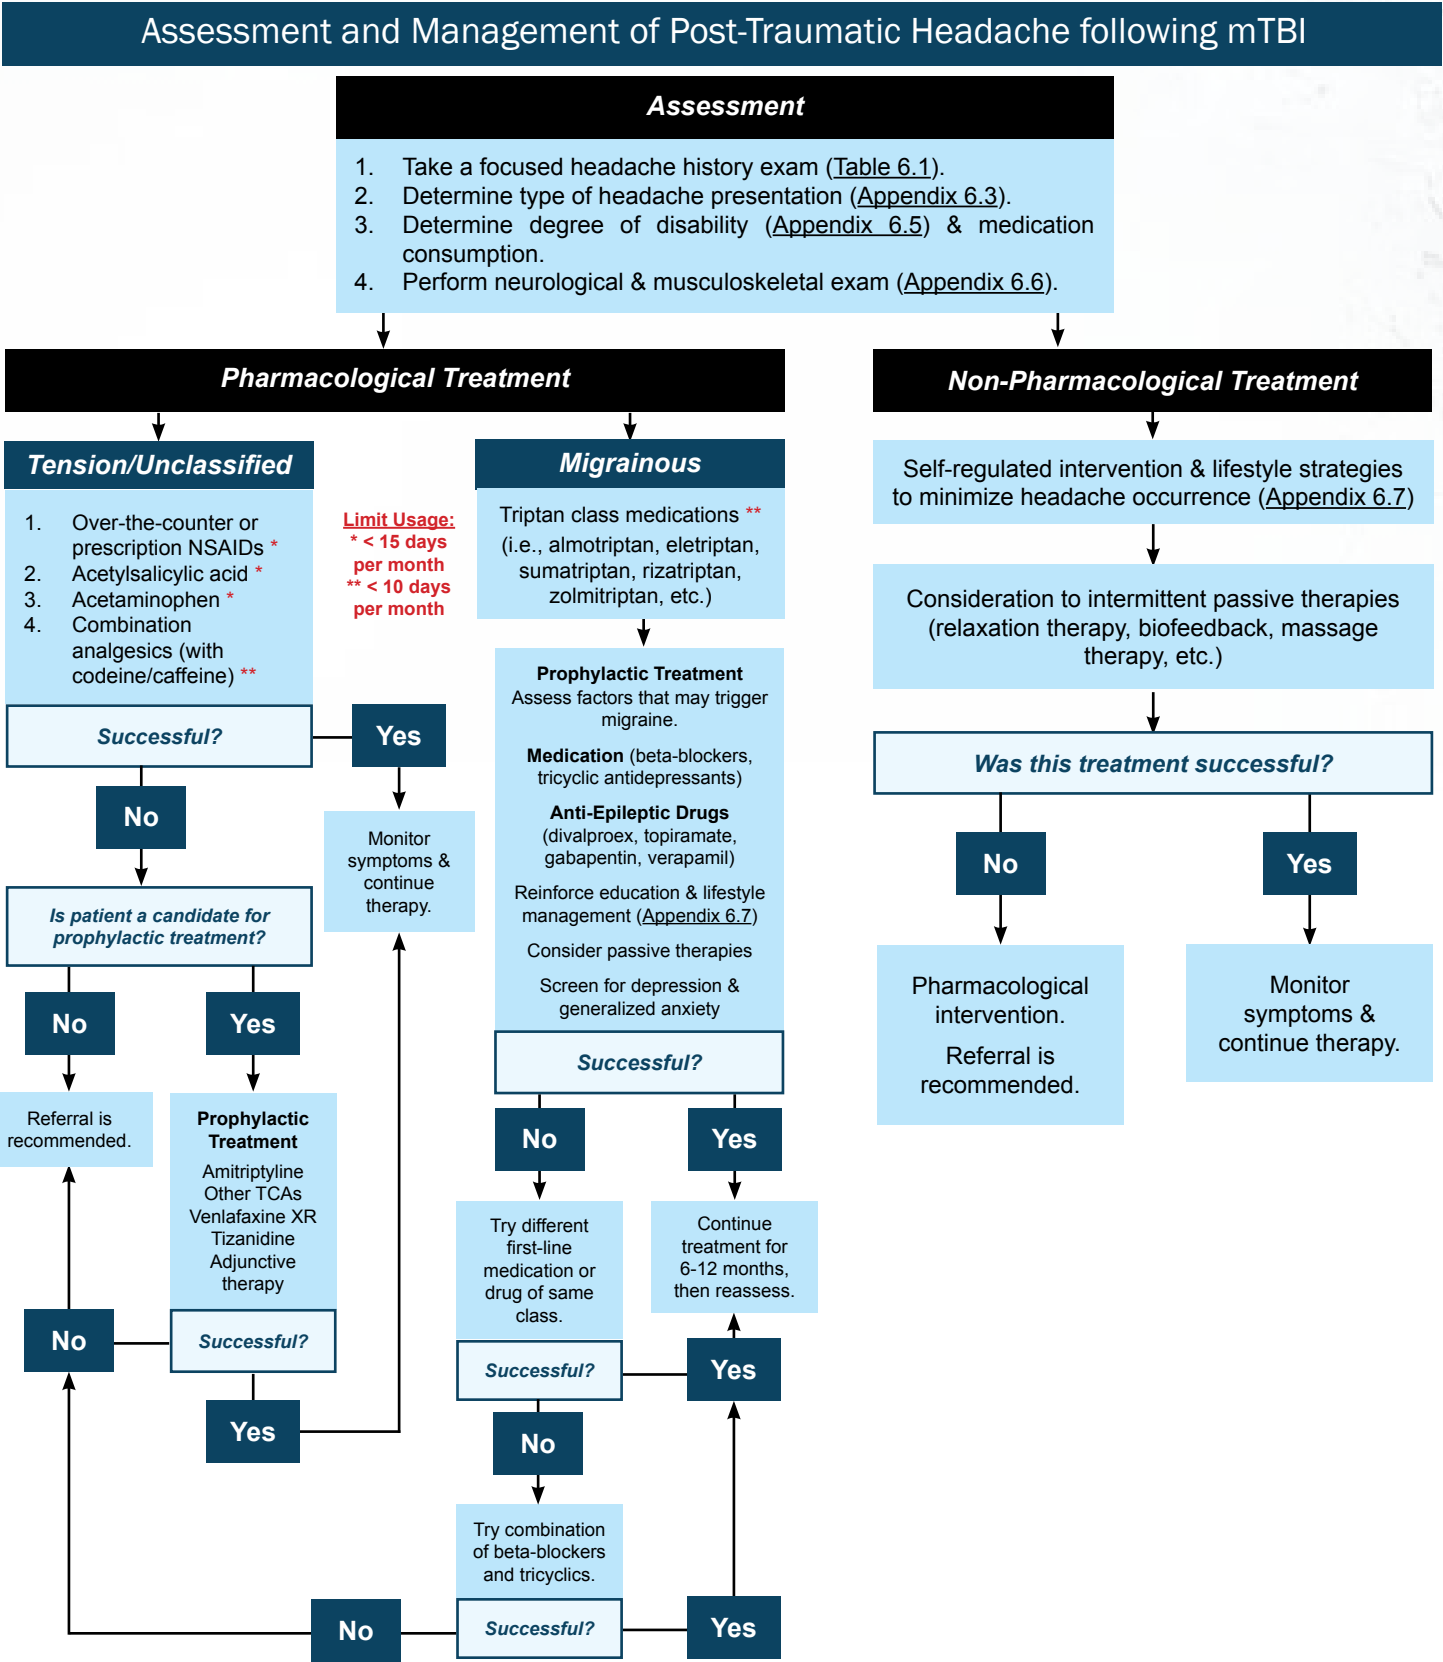 Assessment and Management of Post-Traumatic Headache following mTBI
Assessment
1. Take a focused headache history exam (Table 6.1).
2. Determine type of headache presentation (Appendix 6.3).
3. Determine degree of disability (Appendix 6.5) & medication
consumption.
4. Perform neurological & musculoskeletal exam (Appendix 6.6).
Pharmacological Treatment
Tension/Unclassified
1. Over-the-counter or
prescription NSAIDs *
2. Acetylsalicylic acid *
3. Acetaminophen *
4. Combination
analgesics (with
codeine/caffeine) **
Limit Usage:
* < 15 days
per month
** < 10 days
per month
Successful?
Yes
Monitor
symptoms &
continue
therapy.
No
Is patient a candidate for
prophylactic treatment?
No
Yes
Referral is
recommended.
Prophylactic
Treatment
Amitriptyline
Other TCAs
Venlafaxine XR
Tizanidine
Adjunctive
therapy
Successful?
No
Yes
Migrainous
Triptan class medications **
(i.e., almotriptan, eletriptan,
sumatriptan, rizatriptan,
zolmitriptan, etc.)
Prophylactic Treatment
Assess factors that may trigger
migraine.
Medication (beta-blockers,
tricyclic antidepressants)
Anti-Epileptic Drugs
(divalproex, topiramate,
gabapentin, verapamil)
Reinforce education & lifestyle
management (Appendix 6.7)
Consider passive therapies
Screen for depression &
generalized anxiety
Successful?
No
Yes
Try different
first-line
medication or
drug of same
class.
Continue
treatment for
6-12 months,
then reassess.
Successful?
Yes
No
Try combination
of beta-blockers
and tricyclics.
Successful?
No
Yes
Non-Pharmacological Treatment
Self-regulated intervention & lifestyle strategies
to minimize headache occurrence (Appendix 6.7)
Consideration to intermittent passive therapies
(relaxation therapy, biofeedback, massage
therapy, etc.)
Was this treatment successful?
No
Yes
Pharmacological
intervention.
Referral is
recommended.
Monitor
symptoms &
continue therapy.